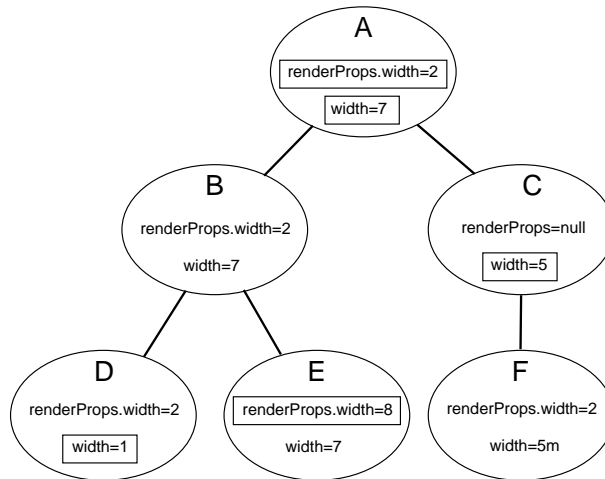 A
renderProps.width=2
width=7
B
renderProps.width=2
width=7
C
renderProps=null
width=5
D
renderProps.width=2
width=1
E
renderProps.width=8
width=7
F
renderProps.width=2
width=5m